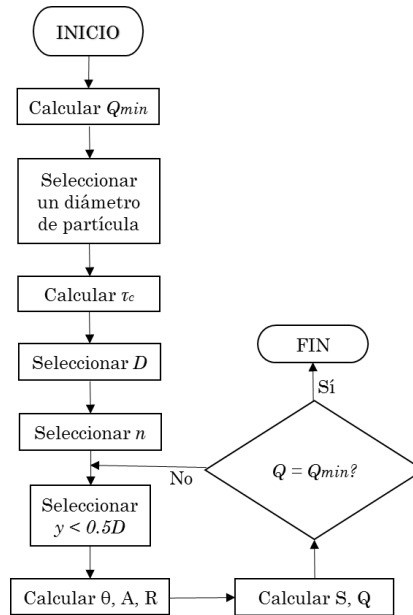 INICIO
Calcular Qmin
Seleccionar
un diámetro
de partícula
Calcular τc
Seleccionar D
Seleccionar n
Seleccionar
y < 0.5D
Calcular θ, A, R
Calcular S, Q
Q = Qmin?
No
Sí
FIN